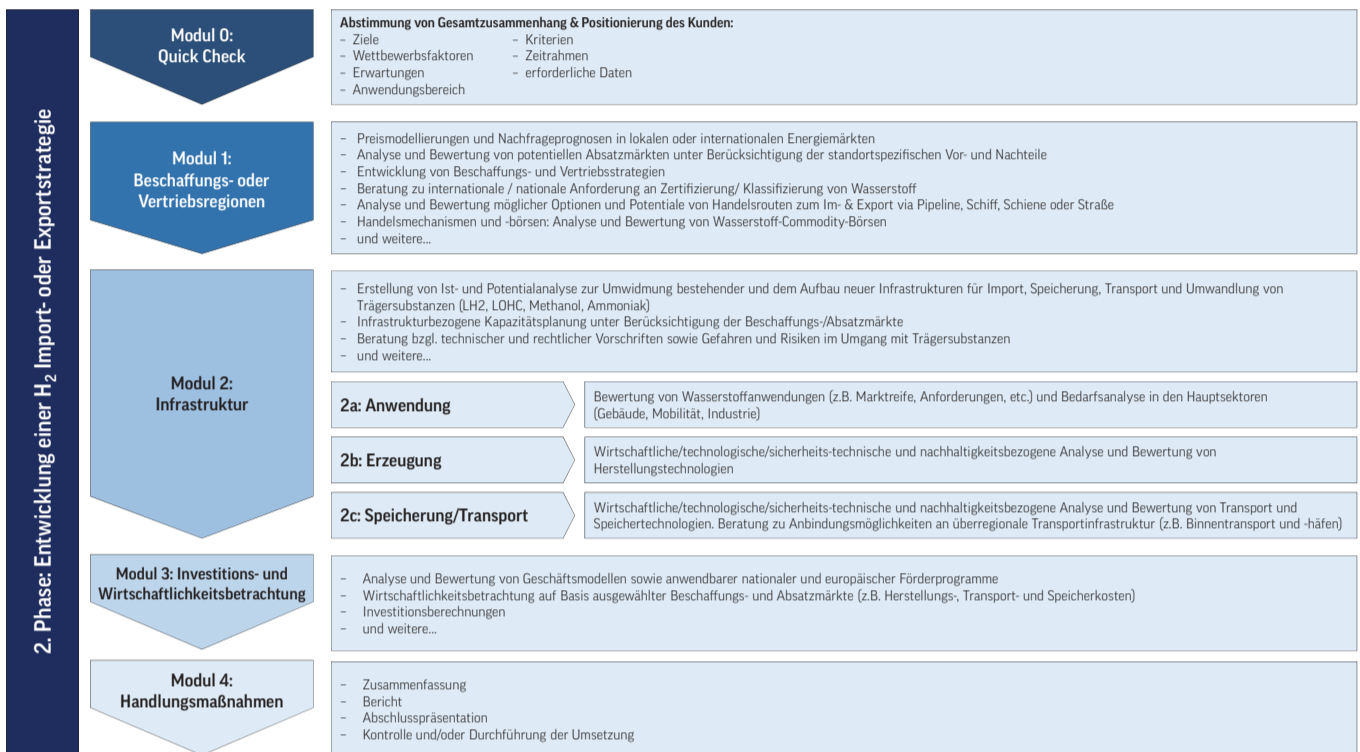 2. Phase: Entwicklung einer H₂ Import- oder Exportstrategie
Modul 0:
Quick Check
Abstimmung von Gesamtzusammenhang & Positionierung des Kunden:
– Ziele
– Wettbewerbsfaktoren
– Erwartungen
– Anwendungsbereich
– Kriterien
– Zeitrahmen
– erforderliche Daten
Modul 1:
Beschaffungs- oder
Vertriebsregionen
– Preismodellierungen und Nachfrageprognosen in lokalen oder internationalen Energiemärkten
– Analyse und Bewertung von potentiellen Absatzmärkten unter Berücksichtigung der standortspezifischen Vor- und Nachteile
– Entwicklung von Beschaffungs- und Vertriebsstrategien
– Beratung zu internationale / nationale Anforderung an Zertifizierung/ Klassifizierung von Wasserstoff
– Analyse und Bewertung möglicher Optionen und Potentiale von Handelsrouten zum Im- & Export via Pipeline, Schiff, Schiene oder Straße
– Handelsmechanismen und -börsen: Analyse und Bewertung von Wasserstoff-Commodity-Börsen
– und weitere...
Modul 2:
Infrastruktur
– Erstellung von Ist- und Potentialanalyse zur Umwidmung bestehender und dem Aufbau neuer Infrastrukturen für Import, Speicherung, Transport und Umwandlung von
Trägersubstanzen (LH2, LOHC, Methanol, Ammoniak)
– Infrastrukturbezogene Kapazitätsplanung unter Berücksichtigung der Beschaffungs-/Absatzmärkte
– Beratung bzgl. technischer und rechtlicher Vorschriften sowie Gefahren und Risiken im Umgang mit Trägersubstanzen
– und weitere...
2a: Anwendung
Bewertung von Wasserstoffanwendungen (z.B. Marktreife, Anforderungen, etc.) und Bedarfsanalyse in den Hauptsektoren
(Gebäude, Mobilität, Industrie)
2b: Erzeugung
Wirtschaftliche/technologische/sicherheits-technische und nachhaltigkeitsbezogene Analyse und Bewertung von
Herstellungstechnologien
2c: Speicherung/Transport
Wirtschaftliche/technologische/sicherheits-technische und nachhaltigkeitsbezogene Analyse und Bewertung von Transport und
Speichertechnologien. Beratung zu Anbindungsmöglichkeiten an überregionale Transportinfrastruktur (z.B. Binnentransport und -häfen)
Modul 3: Investitions- und
Wirtschaftlichkeitsbetrachtung
– Analyse und Bewertung von Geschäftsmodellen sowie anwendbarer nationaler und europäischer Förderprogramme
– Wirtschaftlichkeitsbetrachtung auf Basis ausgewählter Beschaffungs- und Absatzmärkte (z.B. Herstellungs-, Transport- und Speicherkosten)
– Investitionsberechnungen
– und weitere...
Modul 4:
Handlungsmaßnahmen
– Zusammenfassung
– Bericht
– Abschlusspräsentation
– Kontrolle und/oder Durchführung der Umsetzung